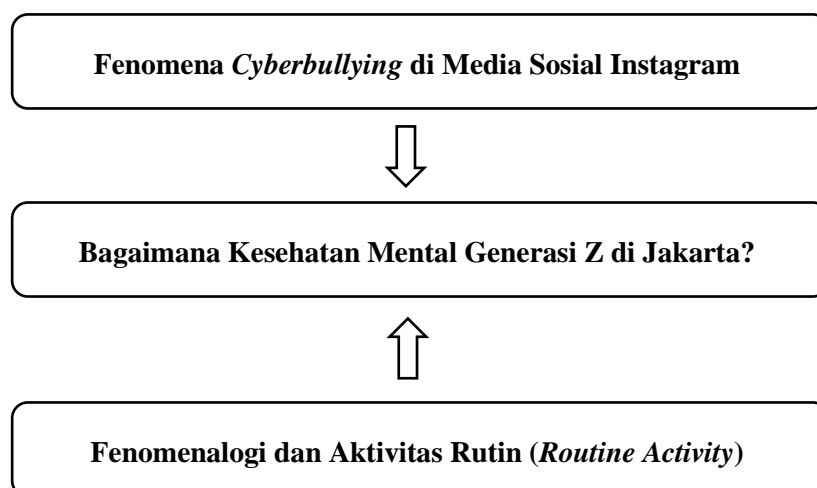 Fenomena Cyberbullying di Media Sosial Instagram
Bagaimana Kesehatan Mental Generasi Z di Jakarta?
Fenomenalogi dan Aktivitas Rutin (Routine Activity)